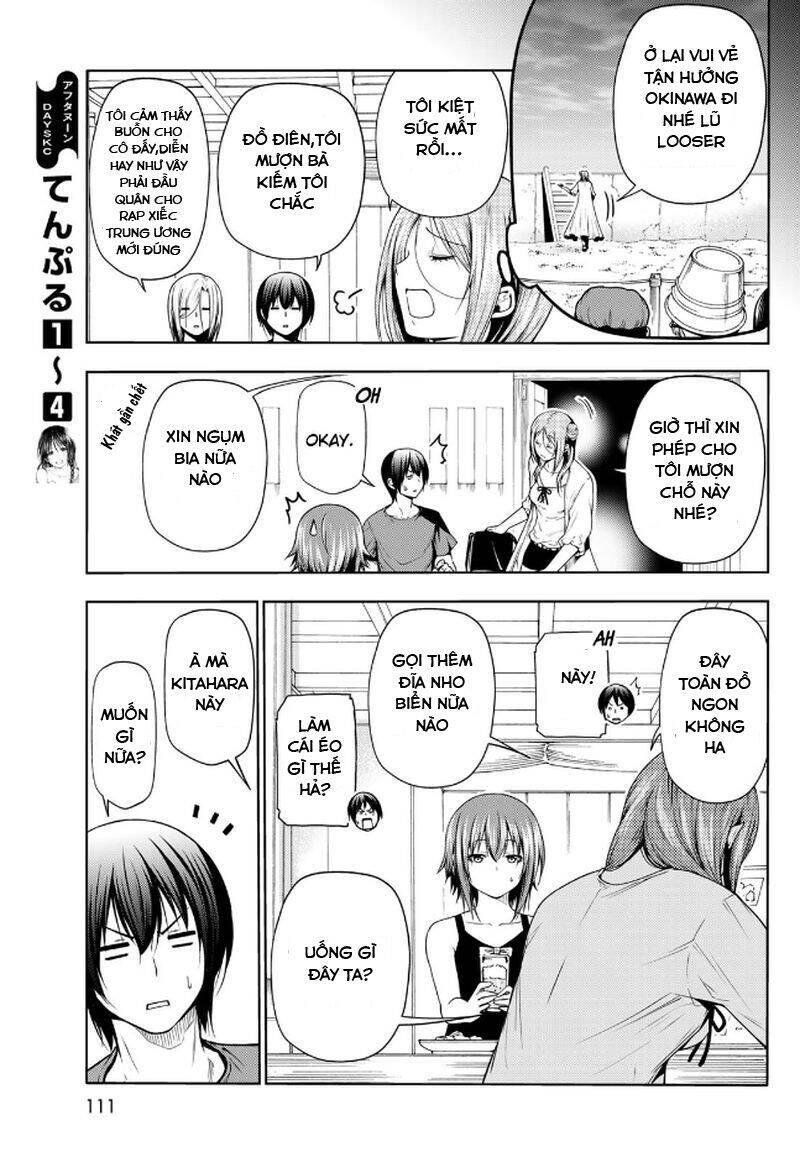 Ở LẠI VUI VẺ
TẬN HƯỞNG
OKINAWA ĐI
NHÉ LŨ
LOOSER
TÔI KIỆT
SỨC MẤT
RỒI...
ĐỒ ĐIÊN,TÔI
MƯỢN BẢ
KIẾM TÔI
CHẮC
TÔI CẢM THẤY
BUỒN CHO
CÔ ĐẤY,DIỄN
HAY NHƯ VẬY
PHẢI ĐẦU
QUÂN CHO
RẠP XIẾC
TRUNG ƯƠNG
MỚI ĐÚNG
アフタヌーン
DAYSKC
てんぷる1〜4
GIỜ THÌ XIN
PHÉP CHO
TÔI MƯỢN
CHỖ NÀY
NHÉ?
OH
OKAY.
XIN NGỤM
BIA NỮA
NÀO
Khát gần chết
ĐÂY
TOÀN ĐỒ
NGON
KHÔNG
HA
AH
NÀY!
GỌI THÊM
ĐĨA NHO
BIỂN NỮA
NÀO
LÀM
CÁI ÉO
GÌ THẾ
HẢ?
UỐNG GÌ
ĐÂY TA?
À MÀ
KITAHARA
NÀY
MUỐN
GÌ
NỮA?
111